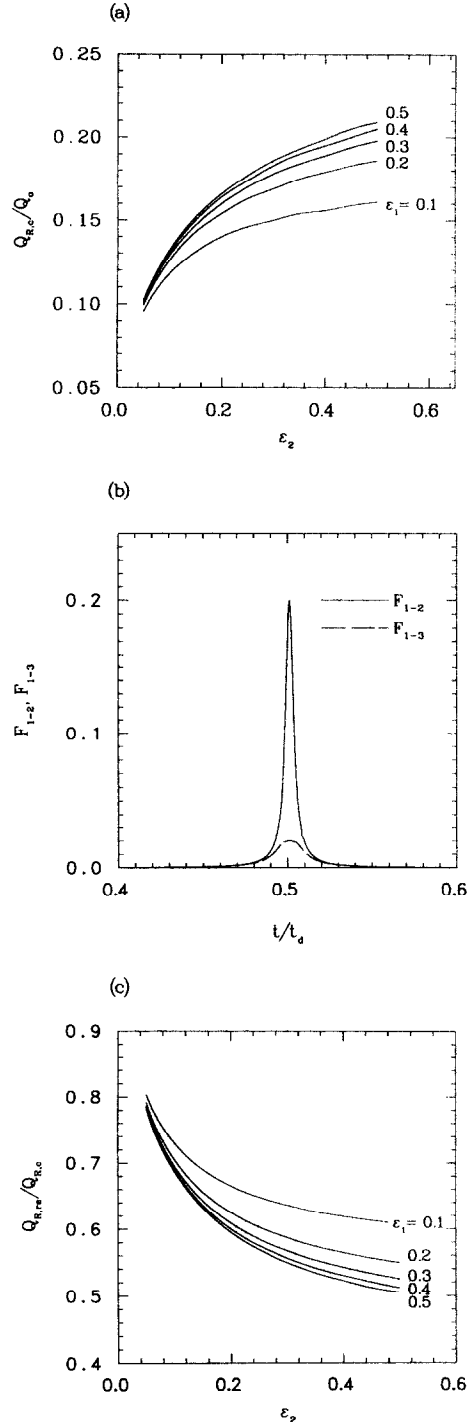 (a)
0.25
0.20
0.15
0.10
0.05
Q_R,c/Q_o
0.5
0.4
0.3
0.2
ε₁= 0.1
0.0 0.2 0.4 0.6
ε₂
(b)
0.2
0.1
0.0
F₁₋₂, F₁₋₃
F₁₋₂
F₁₋₃
0.4 0.5 0.6
t/t_d
(c)
0.9
0.8
0.7
0.6
0.5
0.4
Q_R,re/Q_R,c
ε₁= 0.1
0.2
0.3
0.4
0.5
0.0 0.2 0.4 0.6
ε₂